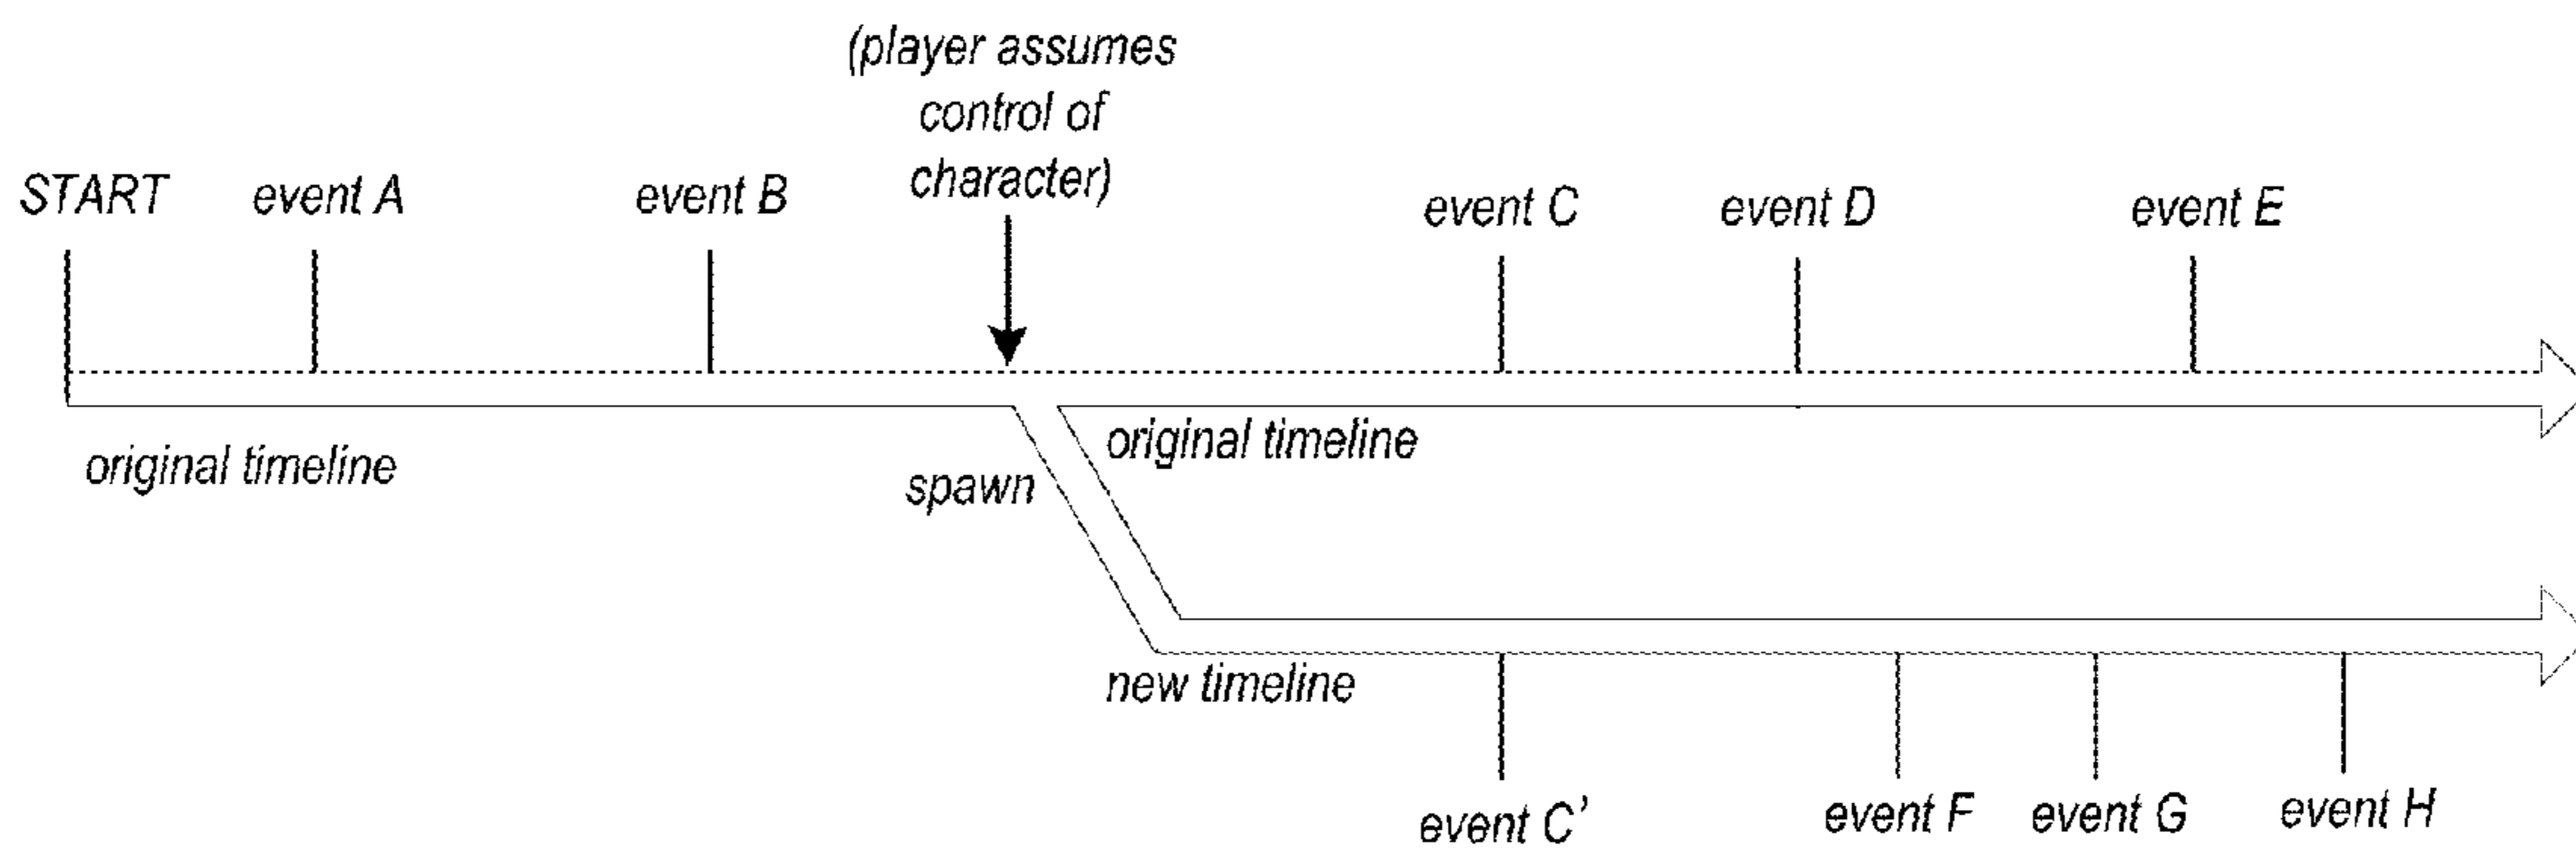 (player assumes
control of
character)
START
event A
event B
event C
event D
event E
original timeline
original timeline
spawn
new timeline
event C’
event F
event G
event H